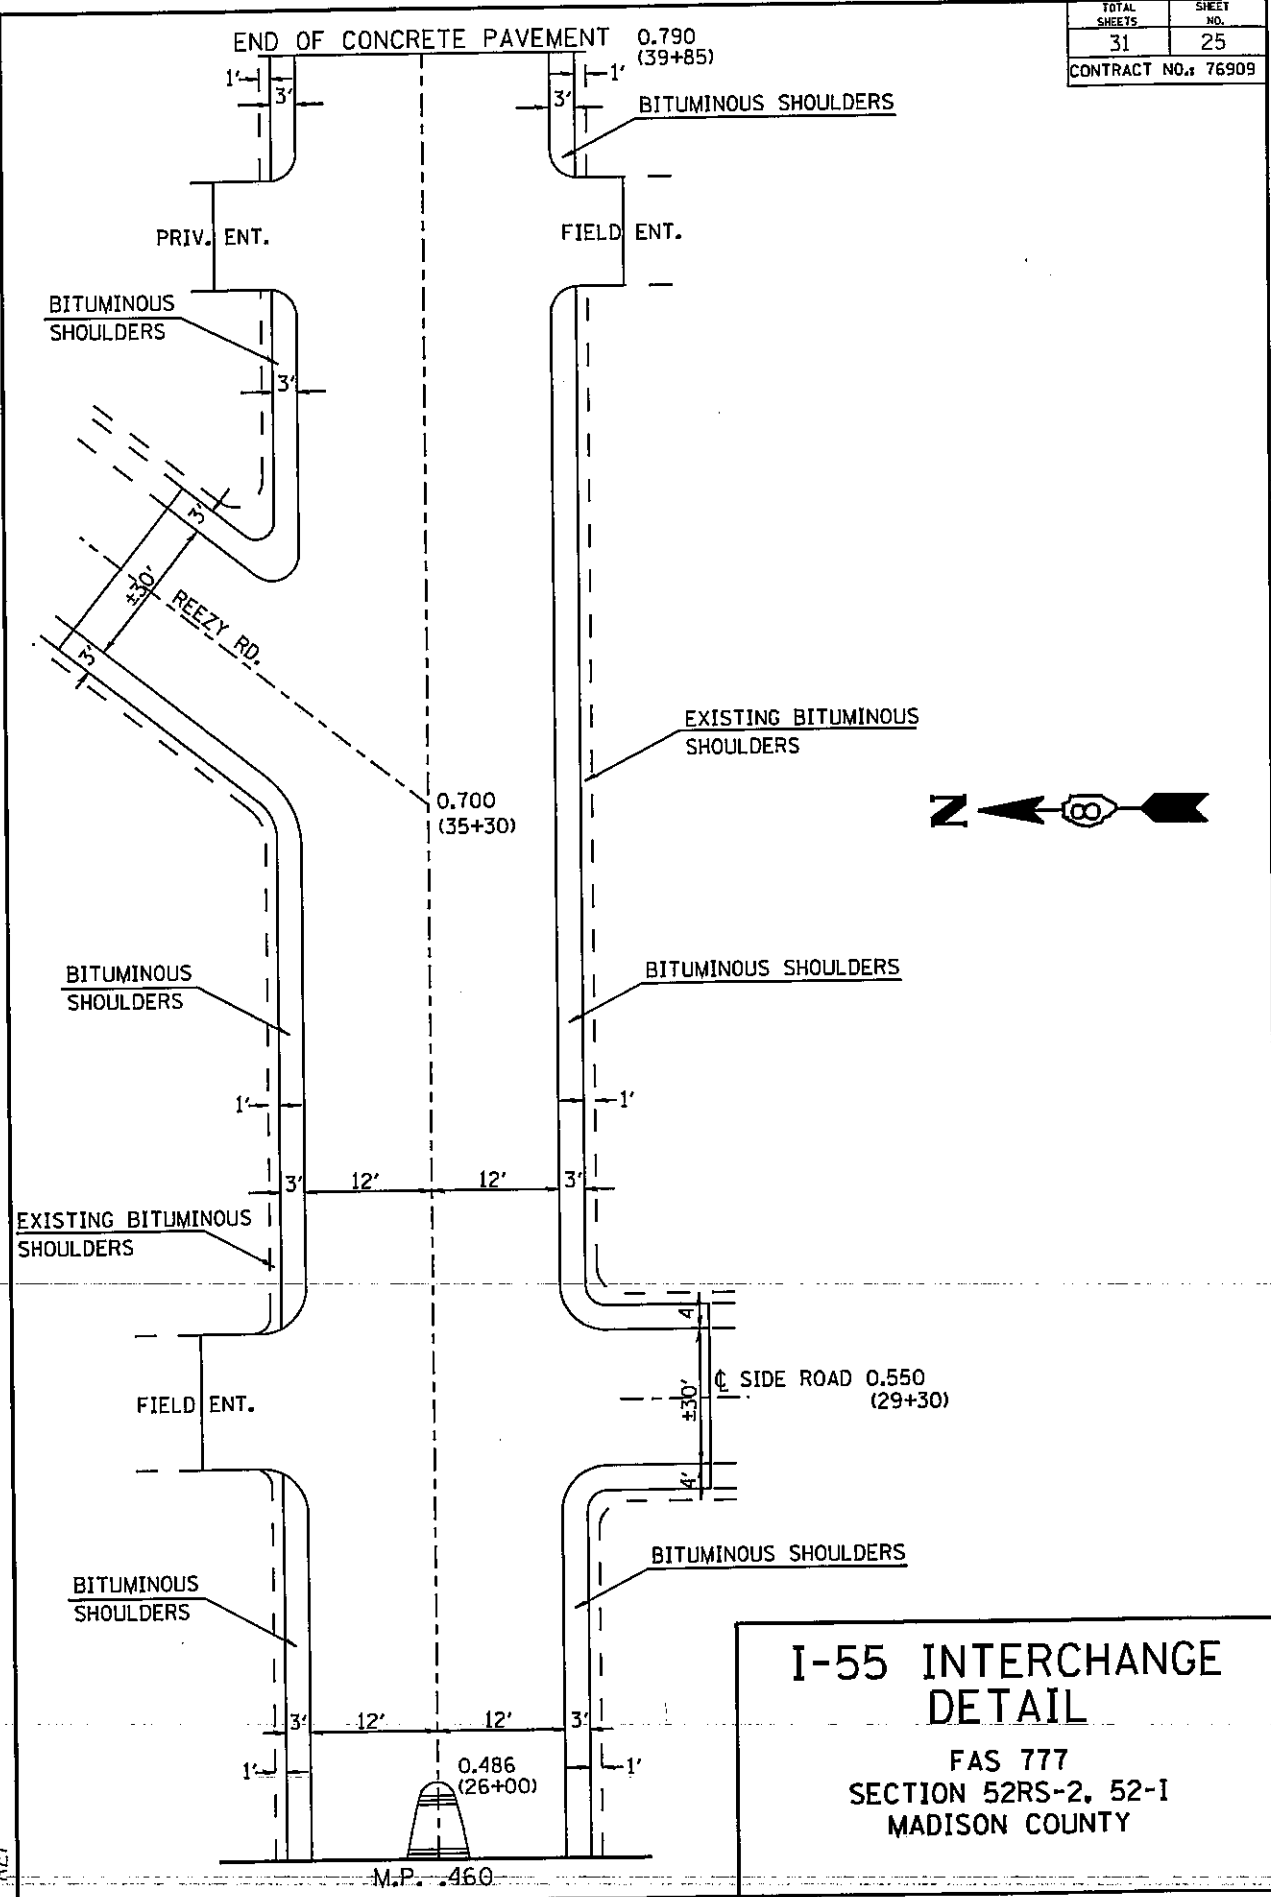 TOTAL SHEETS
SHEET NO.
31
25
CONTRACT NO.: 76909
END OF CONCRETE PAVEMENT 0.790
(39+85)
1'
3'
3'
1'
BITUMINOUS SHOULDERS
PRIV. ENT.
FIELD ENT.
BITUMINOUS
SHOULDERS
3'
3'
±30'
REEZY RD.
3'
EXISTING BITUMINOUS
SHOULDERS
0.700
(35+30)
N
BITUMINOUS
SHOULDERS
BITUMINOUS SHOULDERS
1'
1'
3'
12'
12'
3'
EXISTING BITUMINOUS
SHOULDERS
4'
±30'
℄ SIDE ROAD 0.550
(29+30)
FIELD ENT.
4'
BITUMINOUS SHOULDERS
BITUMINOUS
SHOULDERS
3'
12'
12'
3'
1'
0.486
(26+00)
1'
M.P. .460
I-55 INTERCHANGE
DETAIL
FAS 777
SECTION 52RS-2, 52-I
MADISON COUNTY